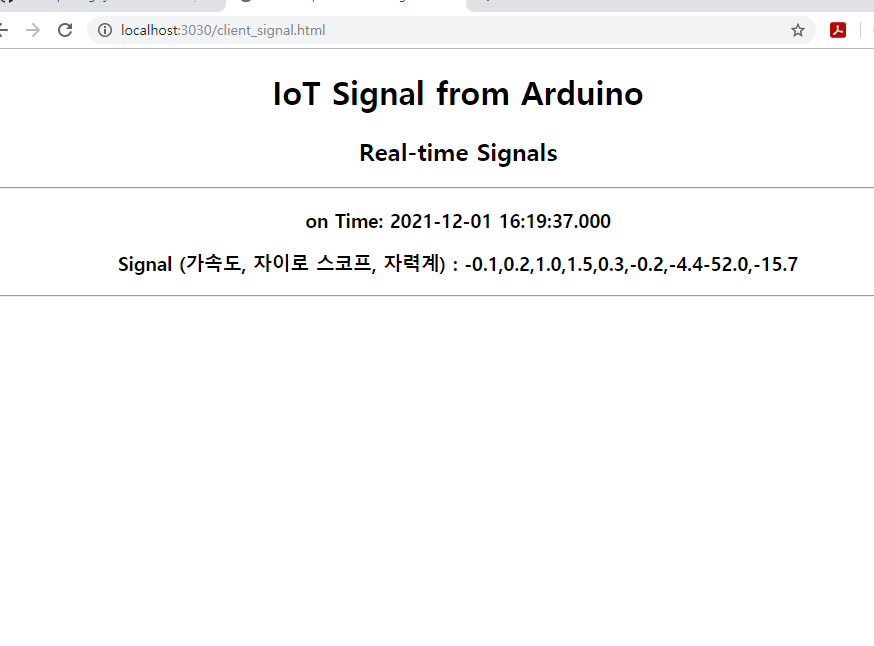 localhost:3030/client_signal.html
IoT Signal from Arduino
Real-time Signals
on Time: 2021-12-01 16:19:37.000
Signal (가속도, 자이로 스코프, 자력계) : -0.1,0.2,1.0,1.5,0.3,-0.2,-4.4-52.0,-15.7